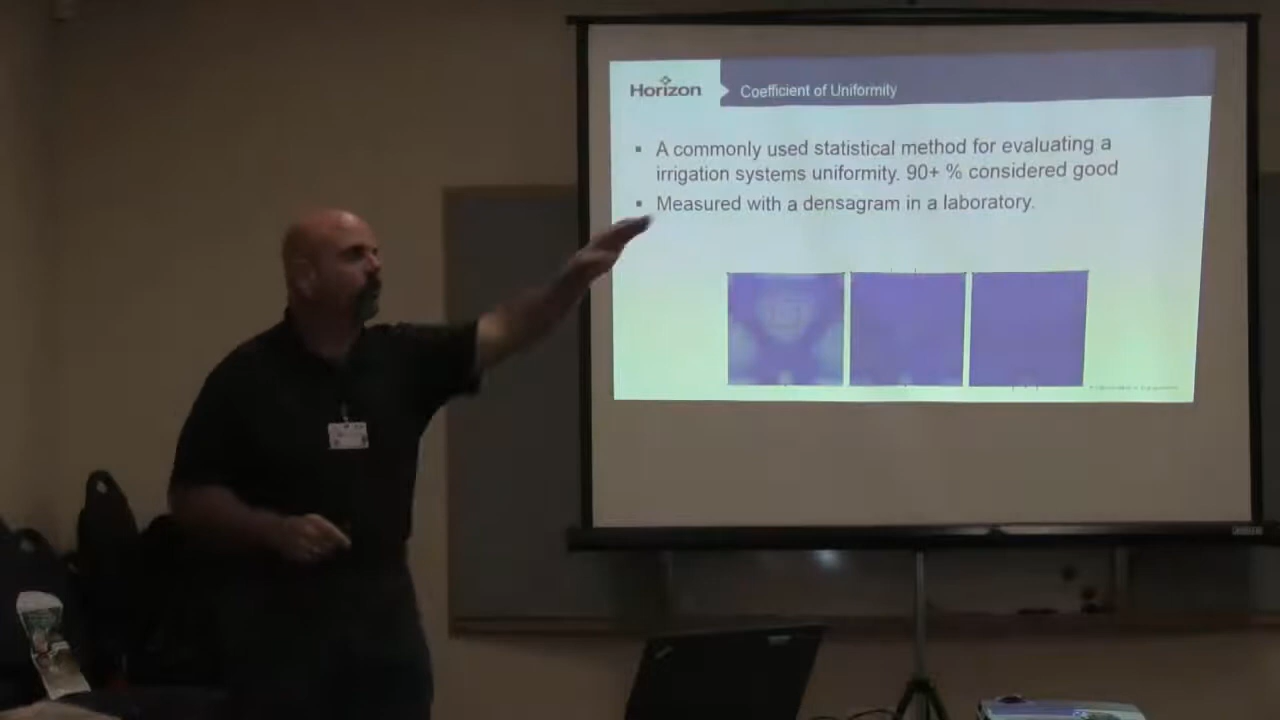 Horizon
Coefficient of Uniformity
▪ A commonly used statistical method for evaluating a
irrigation systems uniformity. 90+ % considered good
▪ Measured with a densagram in a laboratory.